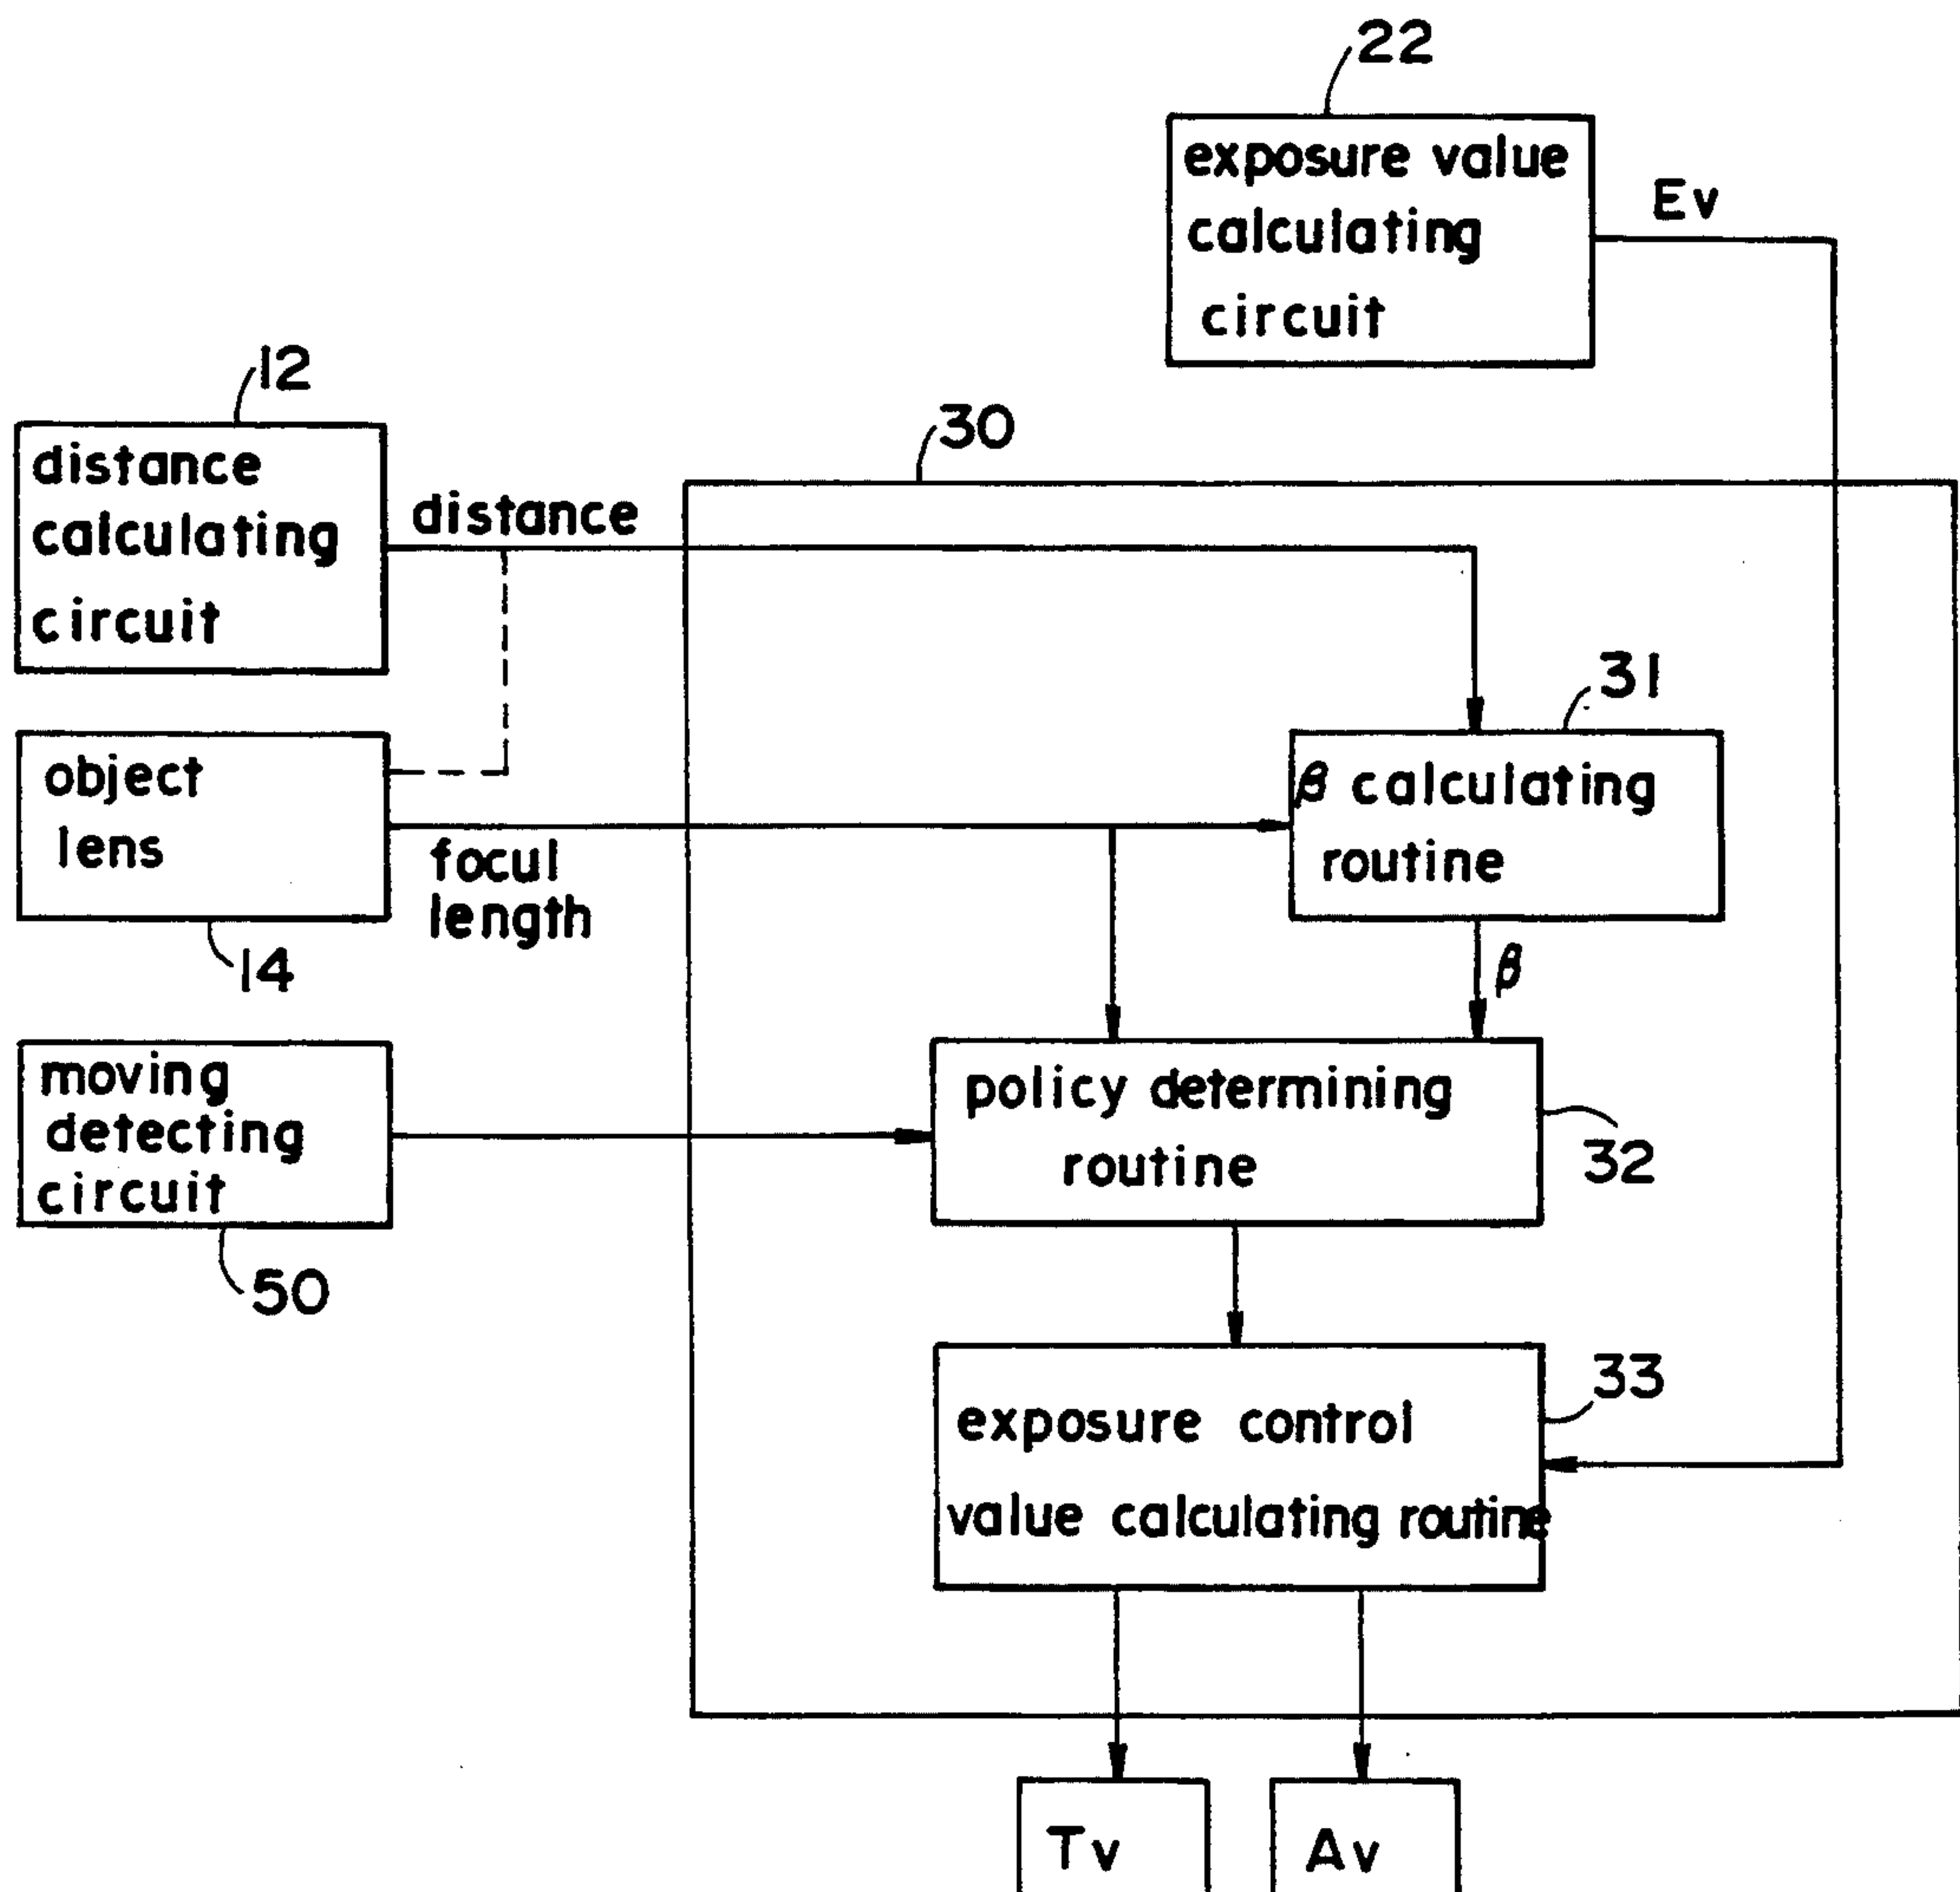 22
exposure value
calculating
circuit
Ev
12
distance
calculating
circuit
distance
30
object
lens
14
focul
length
31
β calculating
routine
β
moving
detecting
circuit
50
policy determining
routine
32
exposure control
value calculating routine
33
Tv
Av